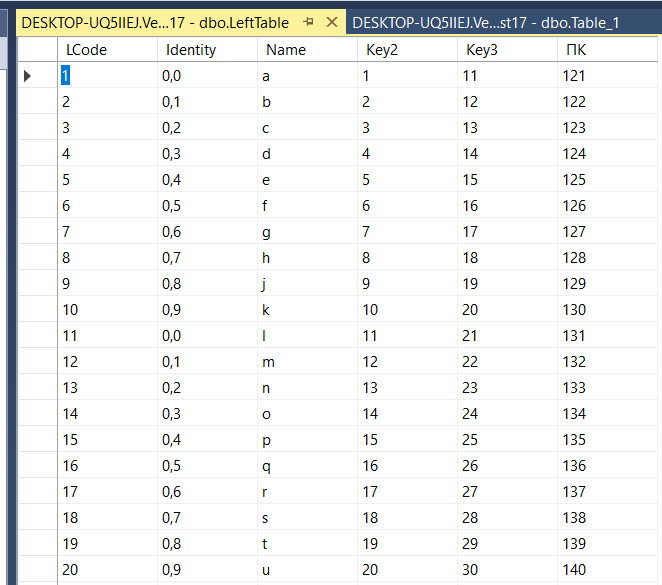 DESKTOP-UQ5IIEJ.Ve...17 - dbo.LeftTable DESKTOP-UQ5IIEJ.Ve...st17 - dbo.Table_1
LCode Identity Name Key2 Key3 ПК
1 0,0 a 1 11 121
2 0,1 b 2 12 122
3 0,2 c 3 13 123
4 0,3 d 4 14 124
5 0,4 e 5 15 125
6 0,5 f 6 16 126
7 0,6 g 7 17 127
8 0,7 h 8 18 128
9 0,8 j 9 19 129
10 0,9 k 10 20 130
11 0,0 l 11 21 131
12 0,1 m 12 22 132
13 0,2 n 13 23 133
14 0,3 o 14 24 134
15 0,4 p 15 25 135
16 0,5 q 16 26 136
17 0,6 r 17 27 137
18 0,7 s 18 28 138
19 0,8 t 19 29 139
20 0,9 u 20 30 140